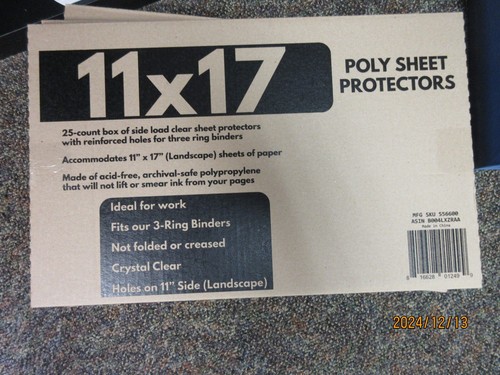 11x17
POLY SHEET
PROTECTORS
25-count box of side load clear sheet protectors
with reinforced holes for three ring binders
Accommodates 11" x 17" (Landscape) sheets of paper
Made of acid-free, archival-safe polypropylene
that will not lift or smear ink from your pages
Ideal for work
Fits our 3-Ring Binders
Not folded or creased
Crystal Clear
Holes on 11" Side (Landscape)
MFG SKU 556600
Made in China
2024/12/13